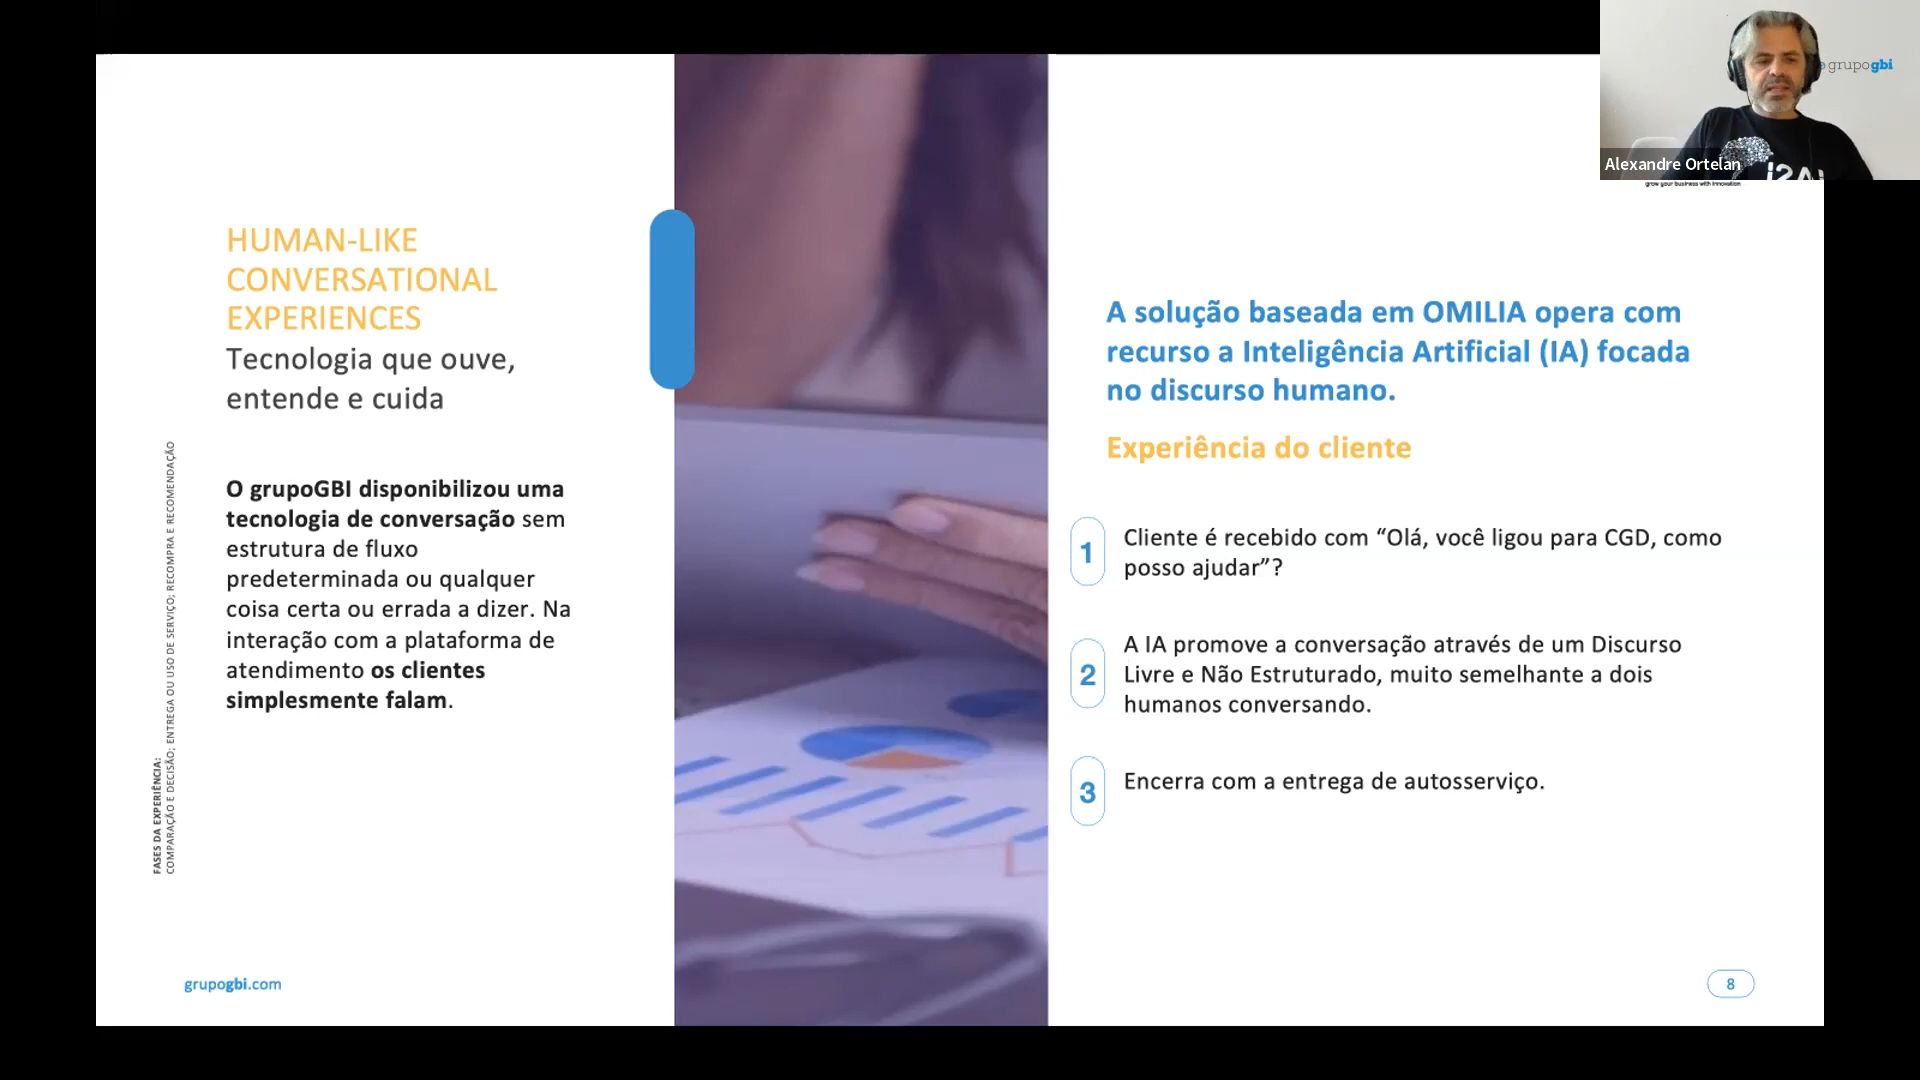 grupogbi
Alexandre Ortelan
grow your business with innovation
HUMAN-LIKE
CONVERSATIONAL
EXPERIENCES
Tecnologia que ouve,
entende e cuida
O grupoGBI disponibilizou uma
tecnologia de conversação sem
estrutura de fluxo
predeterminada ou qualquer
coisa certa ou errada a dizer. Na
interação com a plataforma de
atendimento os clientes
simplesmente falam.
FASES DA EXPERIÊNCIA:
COMPARAÇÃO E DECISÃO; ENTREGA OU USO DE SERVIÇO; RECOMPRA E RECOMENDAÇÃO
A solução baseada em OMILIA opera com
recurso a Inteligência Artificial (IA) focada
no discurso humano.
Experiência do cliente
1
Cliente é recebido com “Olá, você ligou para CGD, como
posso ajudar”?
2
A IA promove a conversação através de um Discurso
Livre e Não Estruturado, muito semelhante a dois
humanos conversando.
3
Encerra com a entrega de autosserviço.
grupogbi.com
8